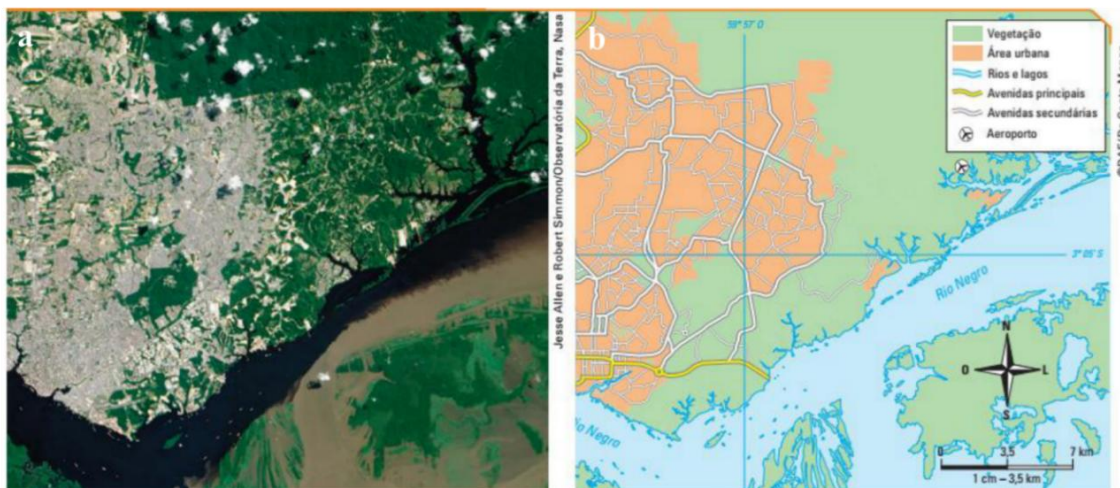 a
Jesse Allen e Robert Simmon/Observatória da Terra, Nasa
b
59° 57' O
Vegetação
Área urbana
Rios e lagos
Avenidas principais
Avenidas secundárias
Aeroporto
3° 05' S
Rio Negro
Rio Negro
N
O
L
S
0
3,5
7 km
1 cm – 3,5 km